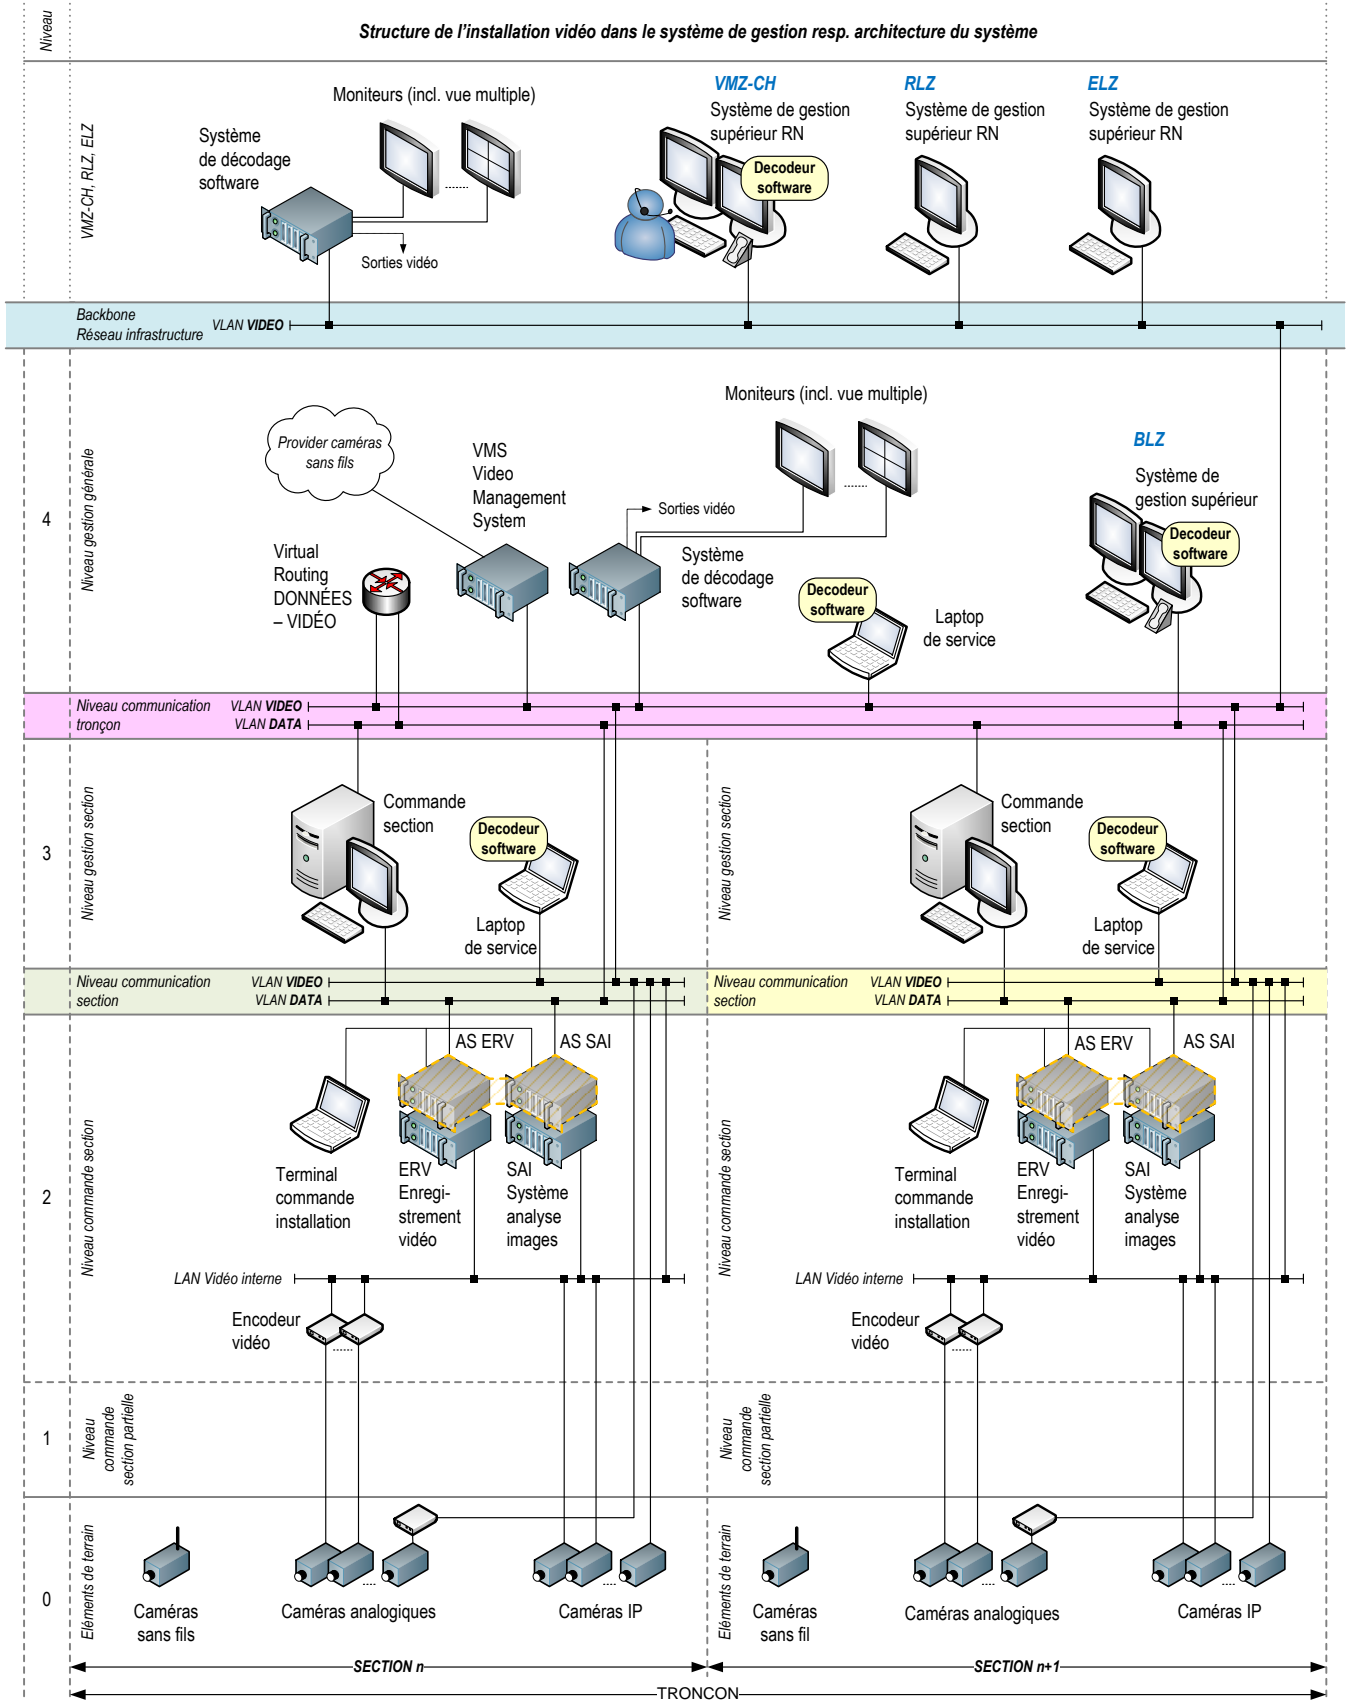 Niveau
Structure de l'installation vidéo dans le système de gestion resp. architecture du système
VMZ-CH, RLZ, ELZ
Moniteurs (incl. vue multiple)
Système
de décodage
software
Sorties vidéo
VMZ-CH
Système de gestion
supérieur RN
Decodeur
software
RLZ
Système de gestion
supérieur RN
ELZ
Système de gestion
supérieur RN
Backbone
Réseau infrastructure
VLAN VIDEO
4
Niveau gestion générale
Provider caméras
sans fils
Virtual
Routing
DONNÉES
– VIDÉO
VMS
Video
Management
System
Moniteurs (incl. vue multiple)
Sorties vidéo
Système
de décodage
software
Decodeur
software
Laptop
de service
BLZ
Système de
gestion supérieur
Decodeur
software
Niveau communication
tronçon
VLAN VIDEO
VLAN DATA
3
Niveau gestion section
Commande
section
Decodeur
software
Laptop
de service
Niveau gestion section
Commande
section
Decodeur
software
Laptop
de service
Niveau communication
section
VLAN VIDEO
VLAN DATA
Niveau communication
section
VLAN VIDEO
VLAN DATA
2
Niveau commande section
AS ERV
AS SAI
Terminal
commande
installation
ERV
Enregi-
strement
vidéo
SAI
Système
analyse
images
LAN Vidéo interne
Encodeur
vidéo
Niveau commande section
AS ERV
AS SAI
Terminal
commande
installation
ERV
Enregi-
strement
vidéo
SAI
Système
analyse
images
LAN Vidéo interne
Encodeur
vidéo
1
Niveau
commande
section partielle
Niveau
commande
section partielle
0
Eléments de terrain
Caméras
sans fils
Caméras analogiques
Caméras IP
Eléments de terrain
Caméras
sans fil
Caméras analogiques
Caméras IP
SECTION n
SECTION n+1
TRONCON